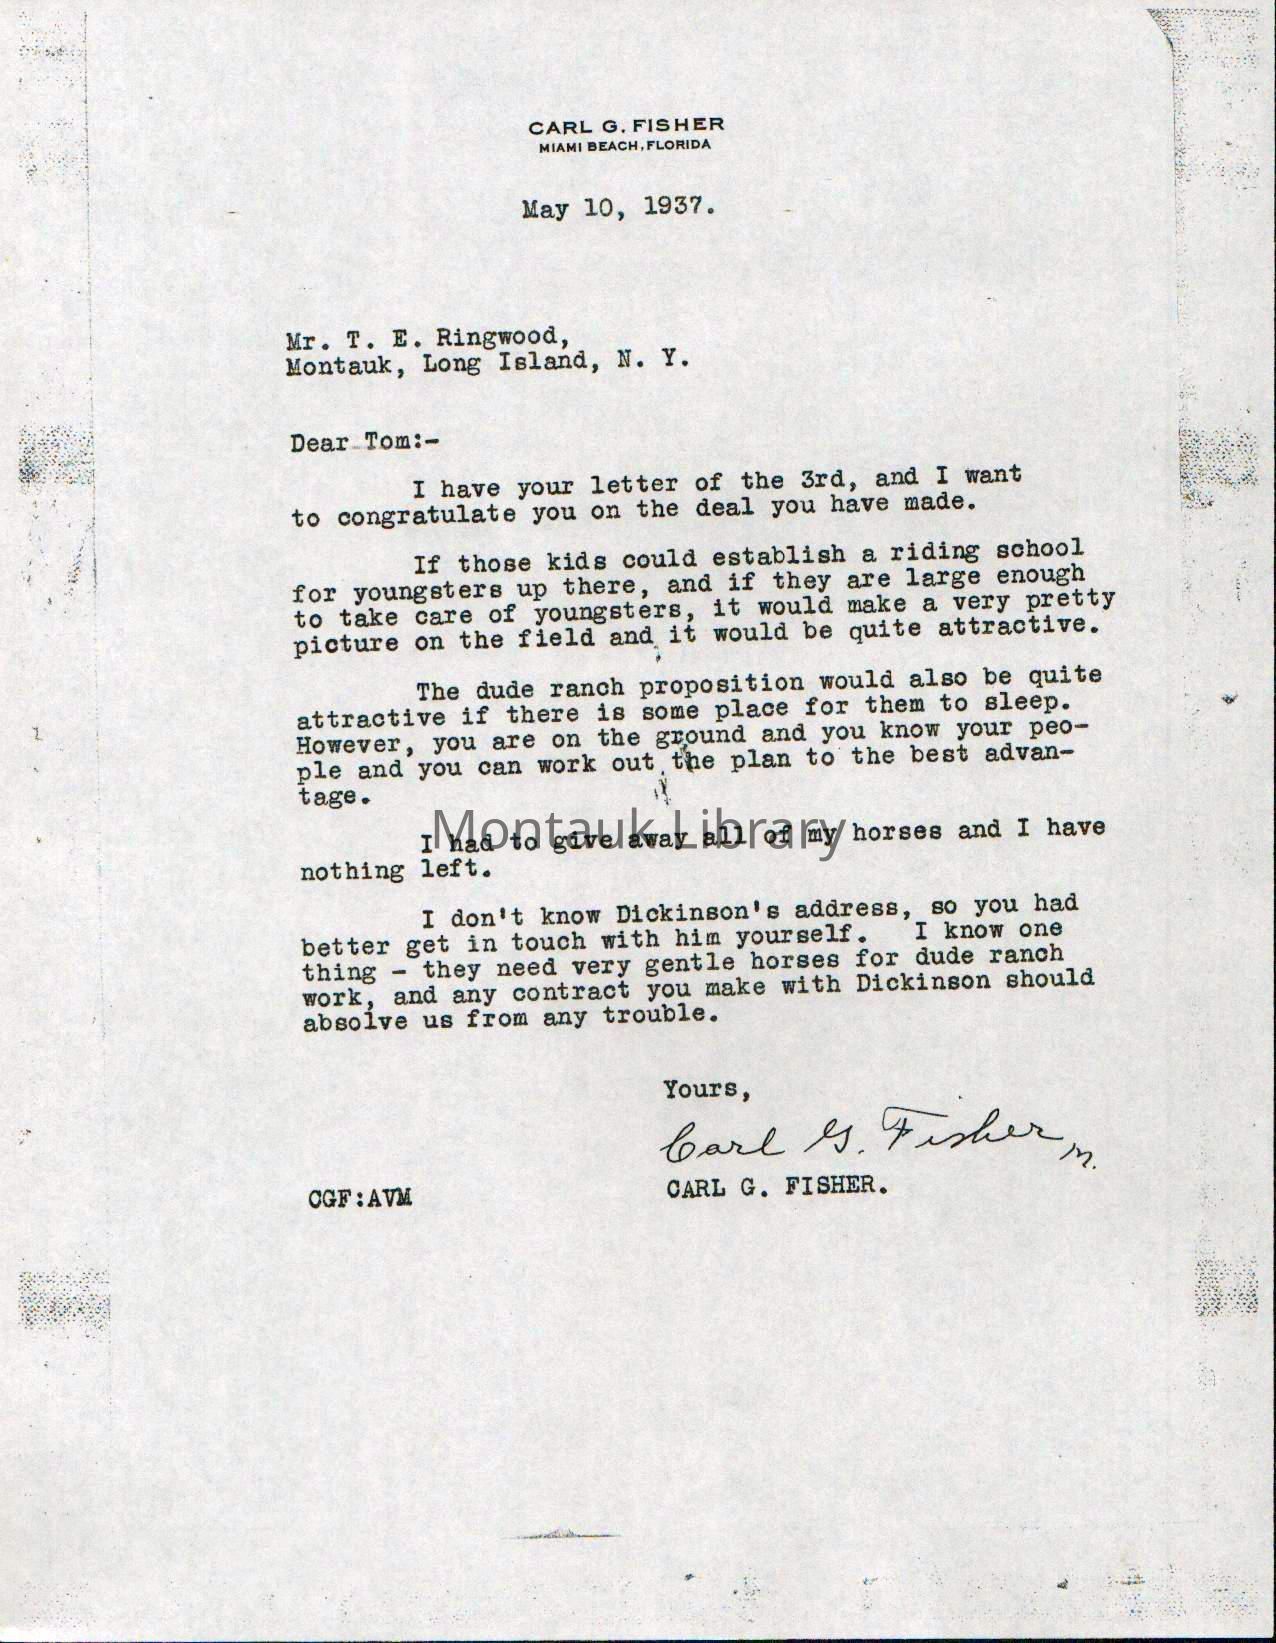 CARL G. FISHER
MIAMI BEACH, FLORIDA
May 10, 1937.
Mr. T. E. Ringwood,
Montauk, Long Island, N. Y.
Dear Tom:-
I have your letter of the 3rd, and I want
to congratulate you on the deal you have made.
If those kids could establish a riding school
for youngsters up there, and if they are large enough
to take care of youngsters, it would make a very pretty
picture on the field and it would be quite attractive.
The dude ranch proposition would also be quite
attractive if there is some place for them to sleep.
However, you are on the ground and you know your peo-
ple and you can work out the plan to the best advan-
tage.
Montauk Library
I had to give away all of my horses and I have
nothing left.
I don't know Dickinson's address, so you had
better get in touch with him yourself. I know one
thing - they need very gentle horses for dude ranch
work, and any contract you make with Dickinson should
absolve us from any trouble.
Yours,
Carl G. Fisher
M.
CARL G. FISHER.
CGF:AVM